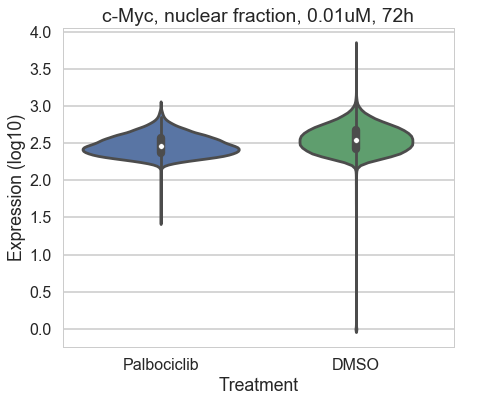 c-Myc, nuclear fraction, 0.01uM, 72h
4.0
3.5
3.0
2.5
2.0
1.5
1.0
0.5
0.0
Expression (log10)
Palbociclib
DMSO
Treatment